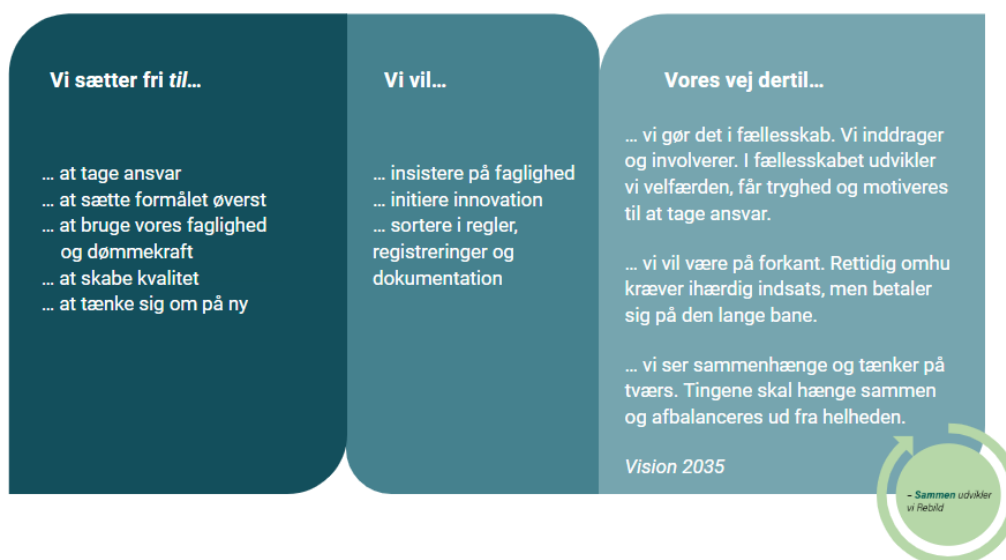 Vi sætter fri til...
... at tage ansvar
... at sætte formålet øverst
... at bruge vores faglighed
og dømmekraft
... at skabe kvalitet
... at tænke sig om på ny
Vi vil...
... insistere på faglighed
... initiere innovation
... sortere i regler,
registreringer og
dokumentation
Vores vej dertil...
... vi gør det i fællesskab. Vi inddrager
og involverer. I fællesskabet udvikler
vi velfærden, får tryghed og motiveres
til at tage ansvar.
... vi vil være på forkant. Rettidig omhu
kræver ihærdig indsats, men betaler
sig på den lange bane.
... vi ser sammenhænge og tænker på
tværs. Tingene skal hænge sammen
og afbalanceres ud fra helheden.
Vision 2035
– Sammen udvikler
vi Rebild